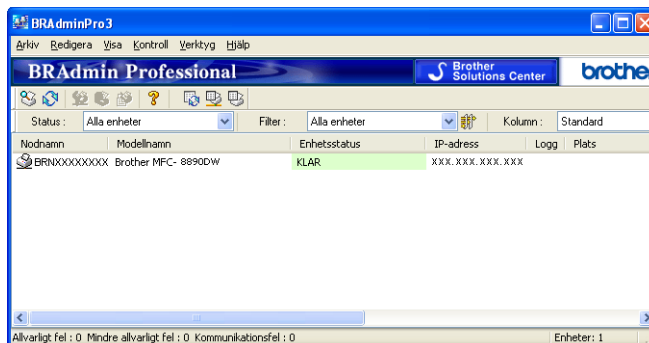 BRAdminPro3
Arkiv Redigera Visa Kontroll Verktyg Hjälp
BRAdmin Professional Brother Solutions Center brothe
Status : Alla enheter Filter : Alla enheter Kolumn : Standard
Nodnamn Modellnamn Enhetsstatus IP-adress Logg Plats
BRNXXXXXXXX Brother MFC- 8890DW KLAR XXX.XXX.XXX.XXX
Allvarligt fel : 0 Mindre allvarligt fel : 0 Kommunikationsfel : 0 Enheter: 1